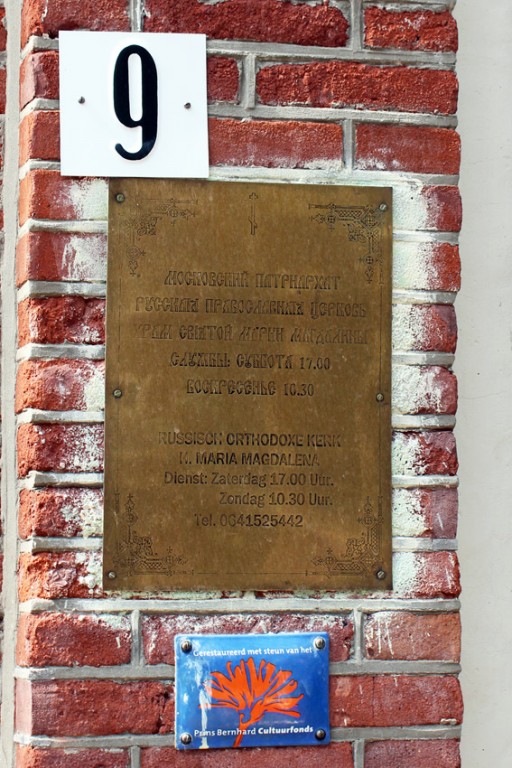 9
МОСКОВСКИЙ ПАТРИАРХАТ
РУССКАЯ ПРАВОСЛАВНАЯ ЦЕРКОВЬ
ХРАМ СВЯТОЙ МАРИИ МАГДАЛИНЫ
СЛУЖБЫ: СУББОТА 17.00
ВОСКРЕСЕНЬЕ 10.30
RUSSISCH ORTHODOXE KERK
H. MARIA MAGDALENA
Dienst: Zaterdag 17.00 Uur.
Zondag 10.30 Uur.
Tel. 0641525442
Gerestaureerd met steun van het
Prins Bernhard Cultuurfonds